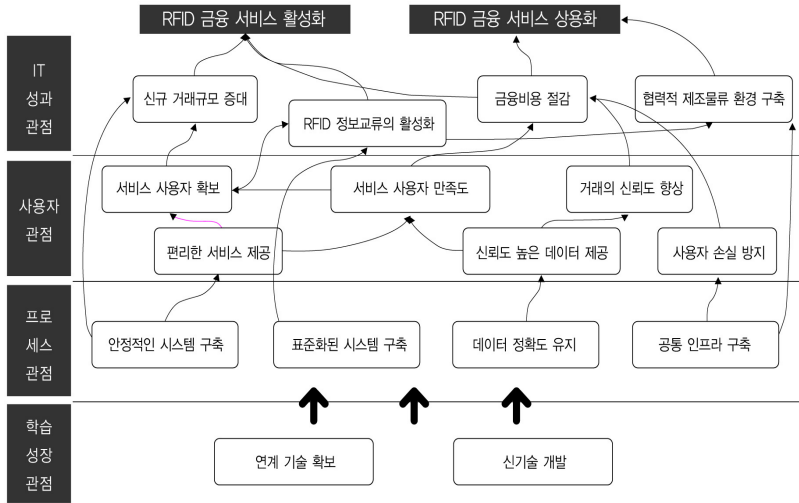 RFID 금융 서비스 활성화
RFID 금융 서비스 상용화
IT
성과
관점
신규 거래규모 증대
RFID 정보교류의 활성화
금융비용 절감
협력적 제조물류 환경 구축
사용자
관점
서비스 사용자 확보
서비스 사용자 만족도
거래의 신뢰도 향상
편리한 서비스 제공
신뢰도 높은 데이터 제공
사용자 손실 방지
프로
세스
관점
안정적인 시스템 구축
표준화된 시스템 구축
데이터 정확도 유지
공통 인프라 구축
학습
성장
관점
연계 기술 확보
신기술 개발